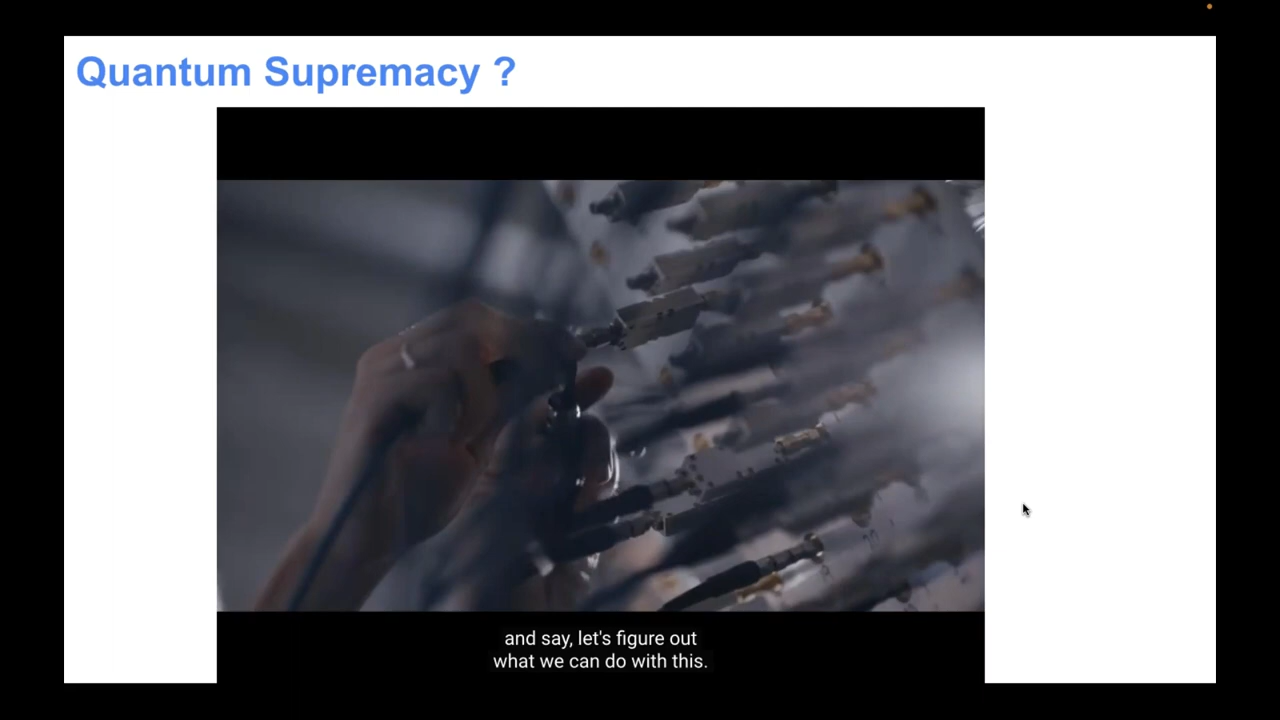 Quantum Supremacy ?
and say, let's figure out
what we can do with this.